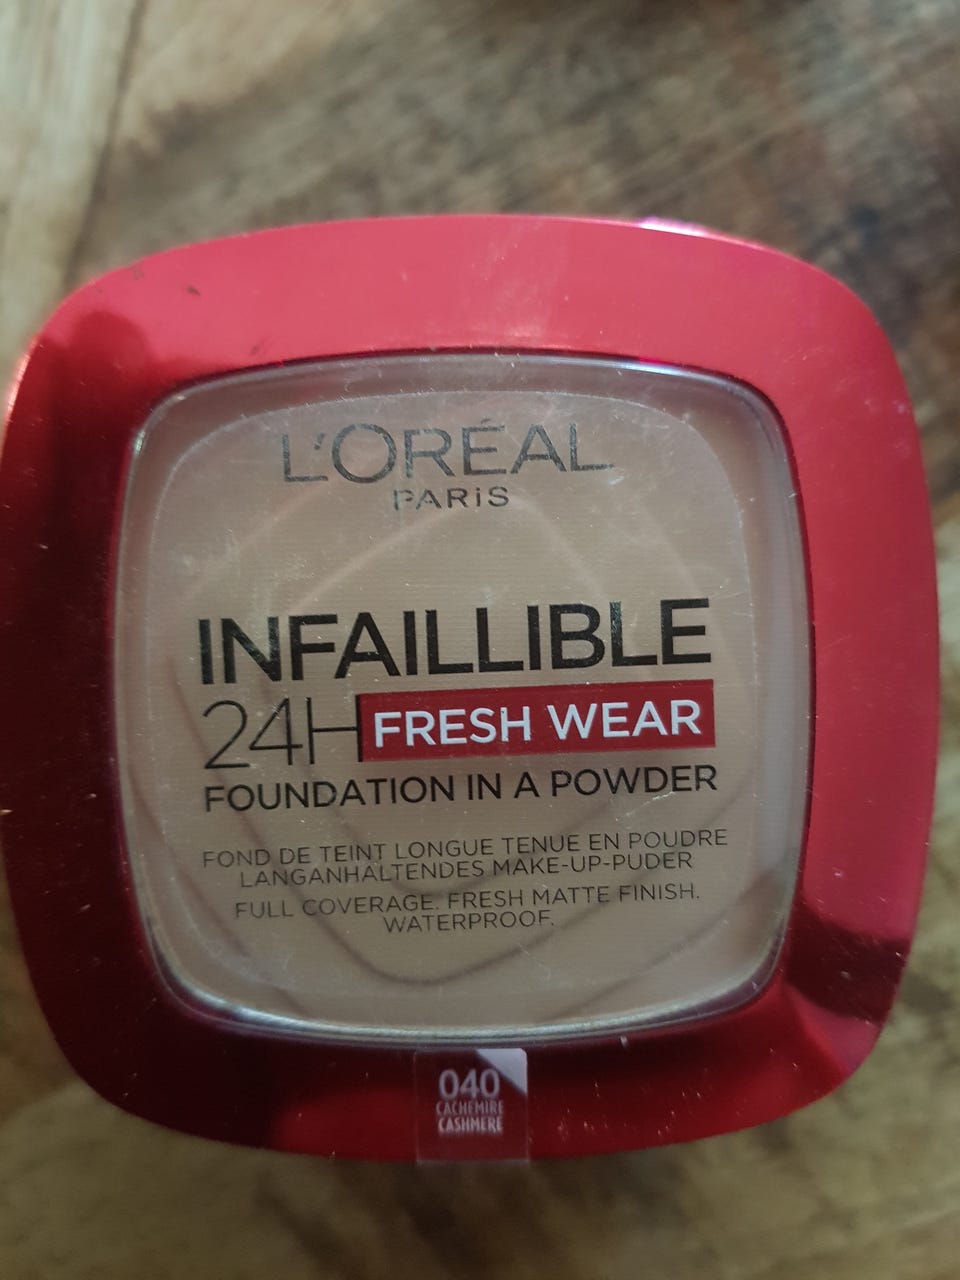 L'ORÉAL
PARiS
INFAILLIBLE
24H FRESH WEAR
FOUNDATION IN A POWDER
FOND DE TEINT LONGUE TENUE EN POUDRE
LANGANHALTENDES MAKE-UP-PUDER
FULL COVERAGE. FRESH MATTE FINISH.
WATERPROOF.
040
CACHEMIRE
CASHMERE